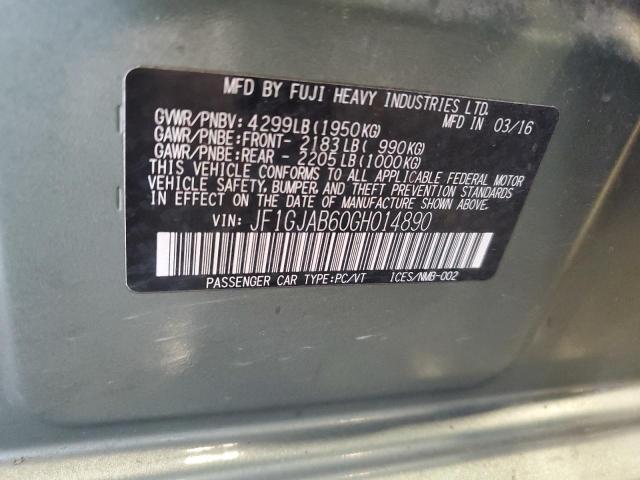 MFD BY FUJI HEAVY INDUSTRIES LTD.
GVWR/PNBV: 4299LB(1950KG) MFD IN 03/16
GAWR/PNBE:FRONT- 2183LB( 990KG)
GAWR/PNBE:REAR - 2205LB(1000KG)
THIS VEHICLE CONFORMS TO ALL APPLICABLE FEDERAL MOTOR
VEHICLE SAFETY, BUMPER, AND THEFT PREVENTION STANDARDS
IN EFFECT ON THE DATE OF MANUFACTURE SHOWN ABOVE.
VIN: JF1GJAB60GH014890
PASSENGER CAR TYPE:PC/VT ICES/NMB-002